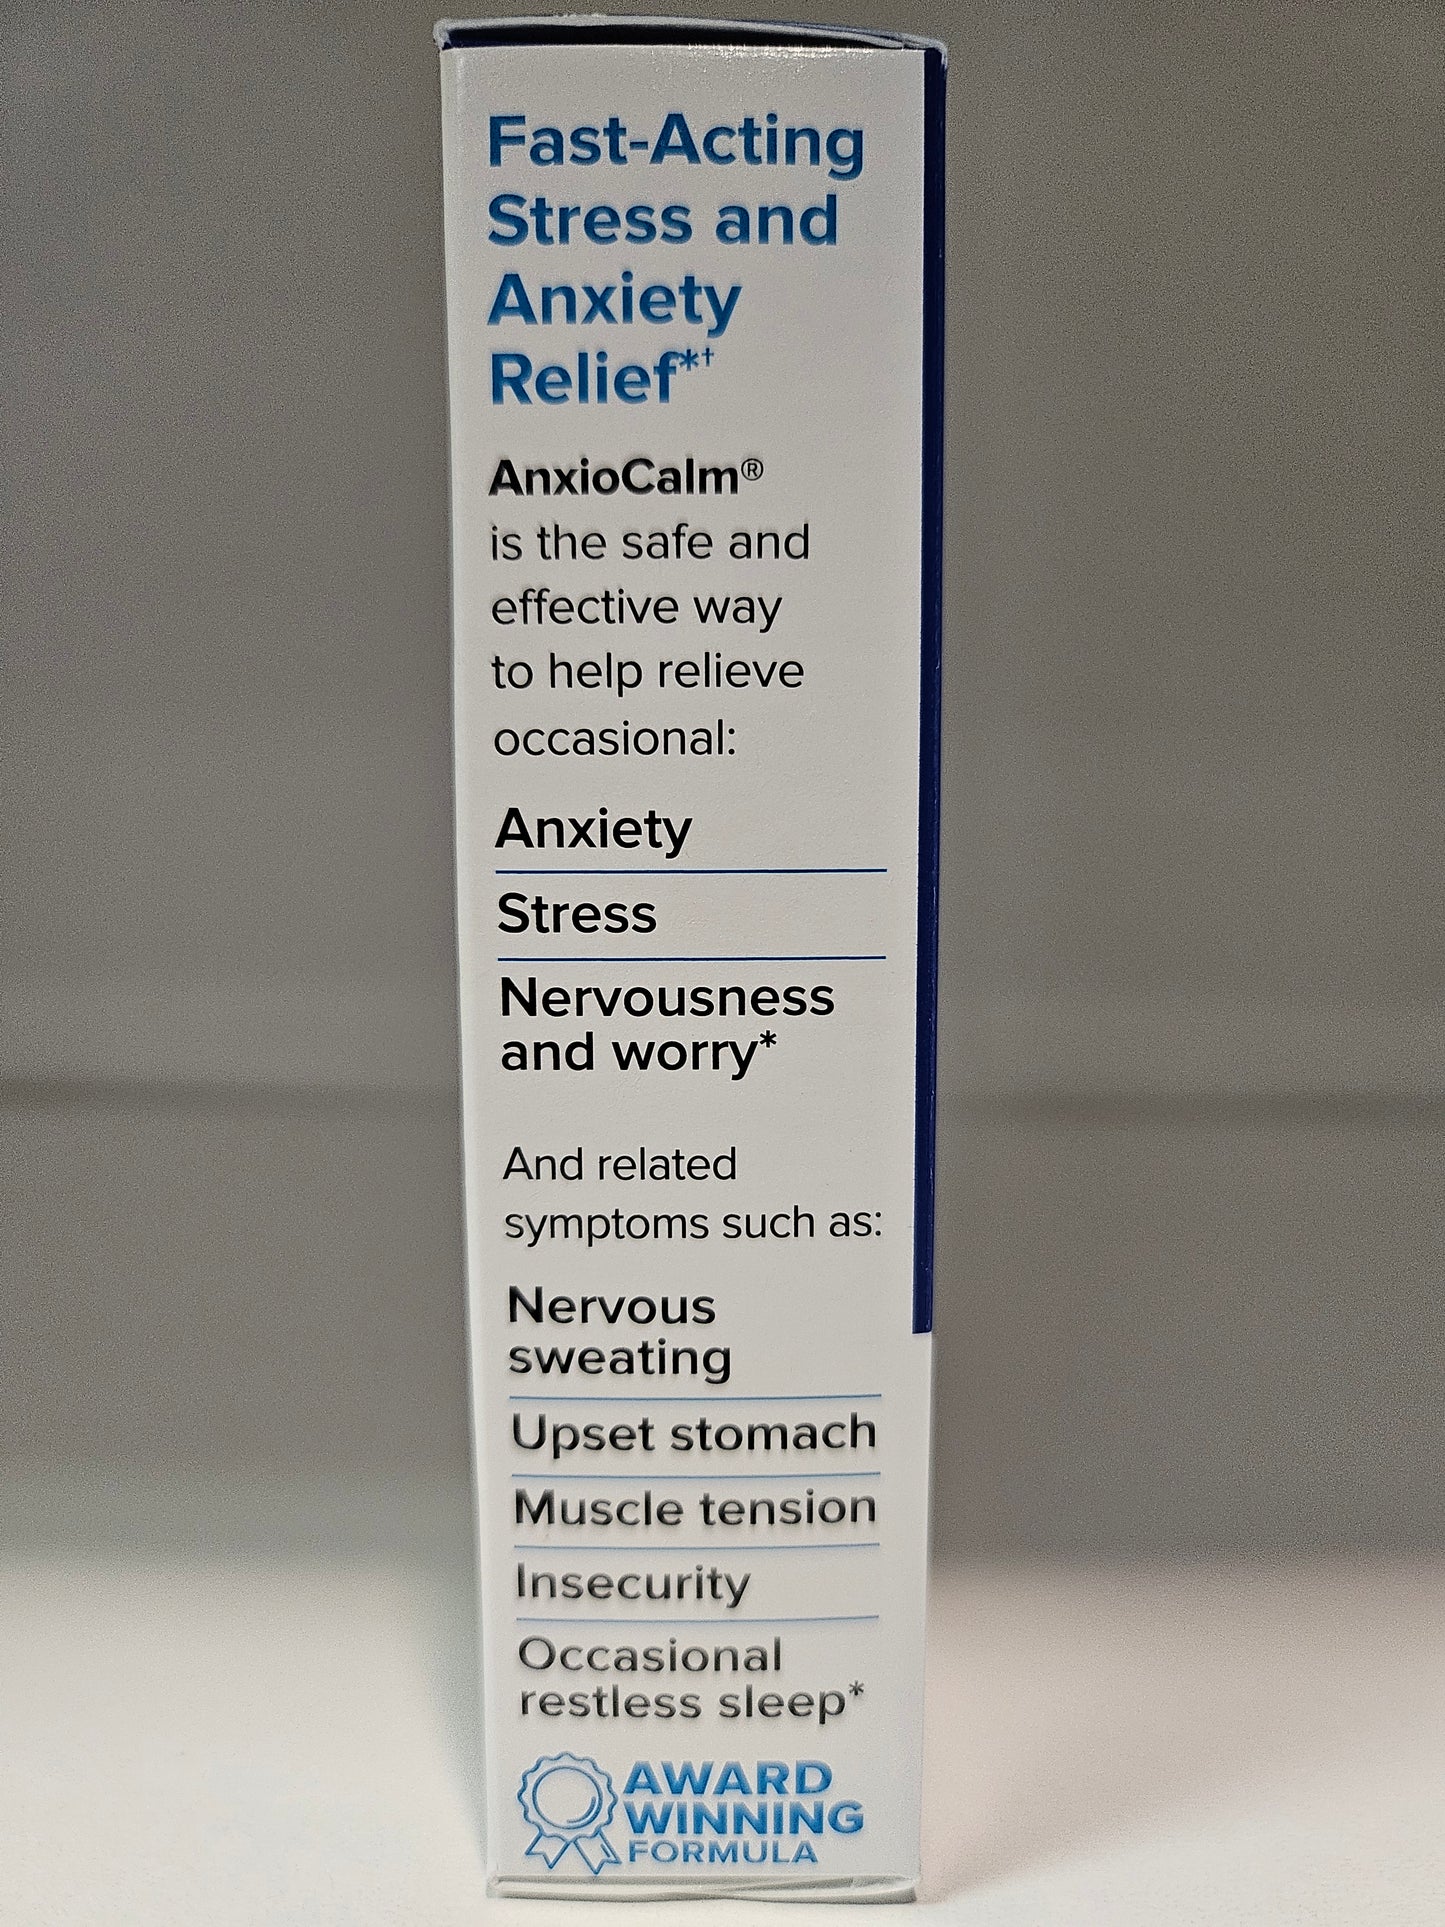 Fast-Acting
Stress and
Anxiety
Relief*†
AnxioCalm®
is the safe and
effective way
to help relieve
occasional:
Anxiety
Stress
Nervousness
and worry*
And related
symptoms such as:
Nervous
sweating
Upset stomach
Muscle tension
Insecurity
Occasional
restless sleep*
AWARD
WINNING
FORMULA